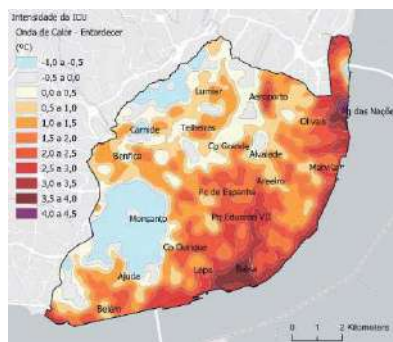 Intensidade da ICU
Onda de Calor - Entardecer
(ºC)
-1,0 a -0,5
-0,5 a 0,0
0,0 a 0,5
0,5 a 1,0
1,0 a 1,5
1,5 a 2,0
2,0 a 2,5
2,5 a 3,0
3,0 a 3,5
3,5 a 4,0
4,0 a 4,5
Lumiar
Aeroporto
Olivais
Pq das Naçõe
Carnide
Telheiras
Cp Grande
Alvalade
Benfica
Marvila
Areeiro
Pç de Espanha
Monsanto
Pq Eduardo VII
Cp Ourique
Ajuda
Lapa
Baixa
Belém
0 1 2 Kilometers